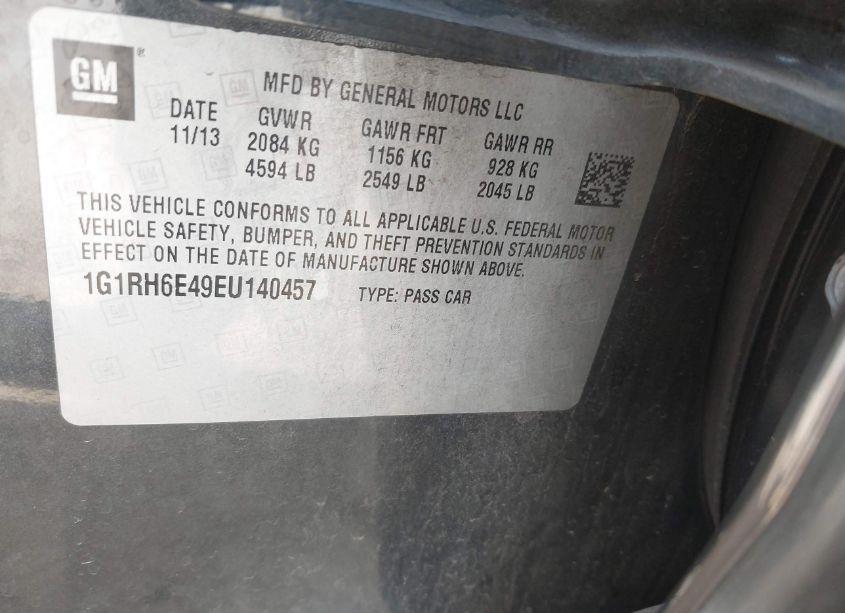 GM ®
MFD BY GENERAL MOTORS LLC
DATE GVWR GAWR FRT GAWR RR
11/13 2084 KG 1156 KG 928 KG
4594 LB 2549 LB 2045 LB
THIS VEHICLE CONFORMS TO ALL APPLICABLE U.S. FEDERAL MOTOR
VEHICLE SAFETY, BUMPER, AND THEFT PREVENTION STANDARDS IN
EFFECT ON THE DATE OF MANUFACTURE SHOWN ABOVE.
1G1RH6E49EU140457 TYPE: PASS CAR